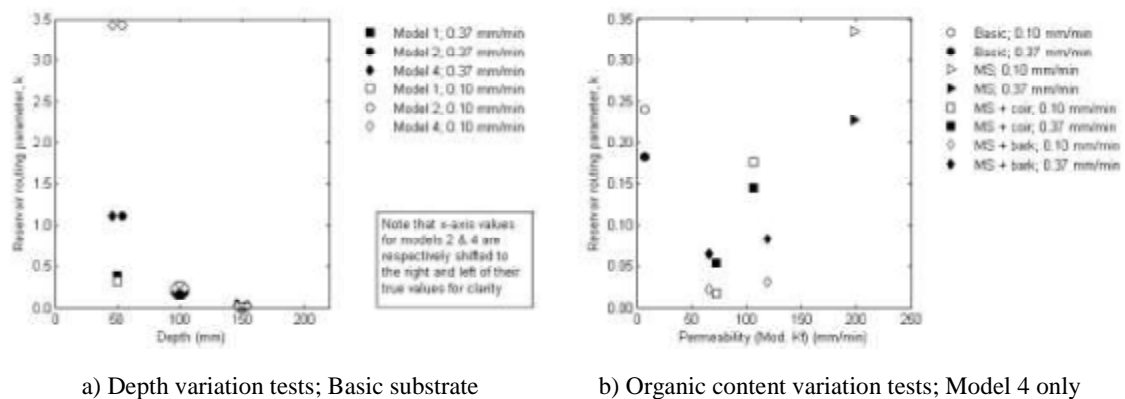 3.5
3.0
2.5
2.0
1.5
1.0
0.5
0.0
0 50 100 150 200
Reservoir routing parameter, k
Depth (mm)
Model 1; 0.37 mm/min
Model 2; 0.37 mm/min
Model 4; 0.37 mm/min
Model 1; 0.10 mm/min
Model 2; 0.10 mm/min
Model 4; 0.10 mm/min
Note that x-axis values
for models 2 & 4 are
respectively shifted to
the right and left of their
true values for clarity
0.35
0.30
0.25
0.20
0.15
0.10
0.05
0.00
0 50 100 150 200 250
Reservoir routing parameter, k
Permeability (Mod. Kf) (mm/min)
Basic; 0.10 mm/min
Basic; 0.37 mm/min
MS; 0.10 mm/min
MS; 0.37 mm/min
MS + coir; 0.10 mm/min
MS + coir; 0.37 mm/min
MS + bark; 0.10 mm/min
MS + bark; 0.37 mm/min
a) Depth variation tests; Basic substrate
b) Organic content variation tests; Model 4 only